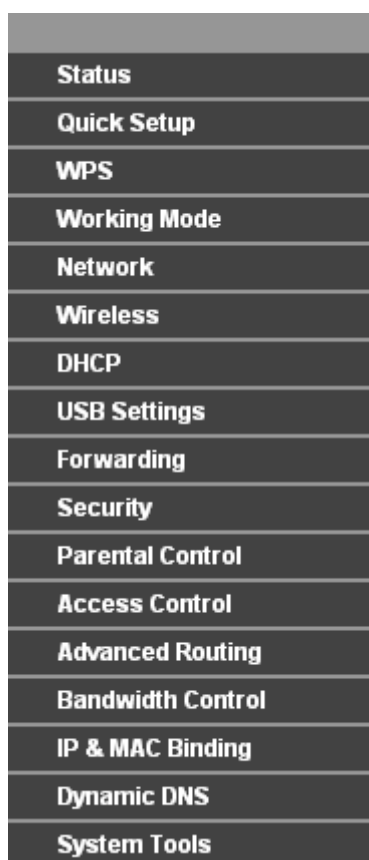 Status
Quick Setup
WPS
Working Mode
Network
Wireless
DHCP
USB Settings
Forwarding
Security
Parental Control
Access Control
Advanced Routing
Bandwidth Control
IP & MAC Binding
Dynamic DNS
System Tools